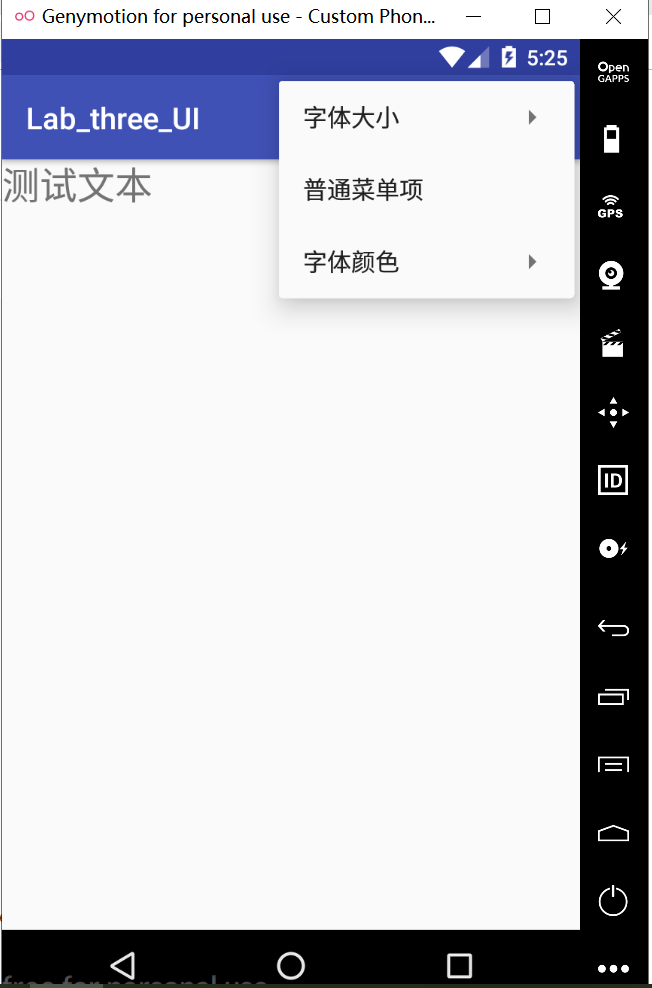 Genymotion for personal use - Custom Phon...
5:25
Open
GAPPS
Lab_three_UI
字体大小
普通菜单项
字体颜色
测试文本
GPS
ID
free for personal use